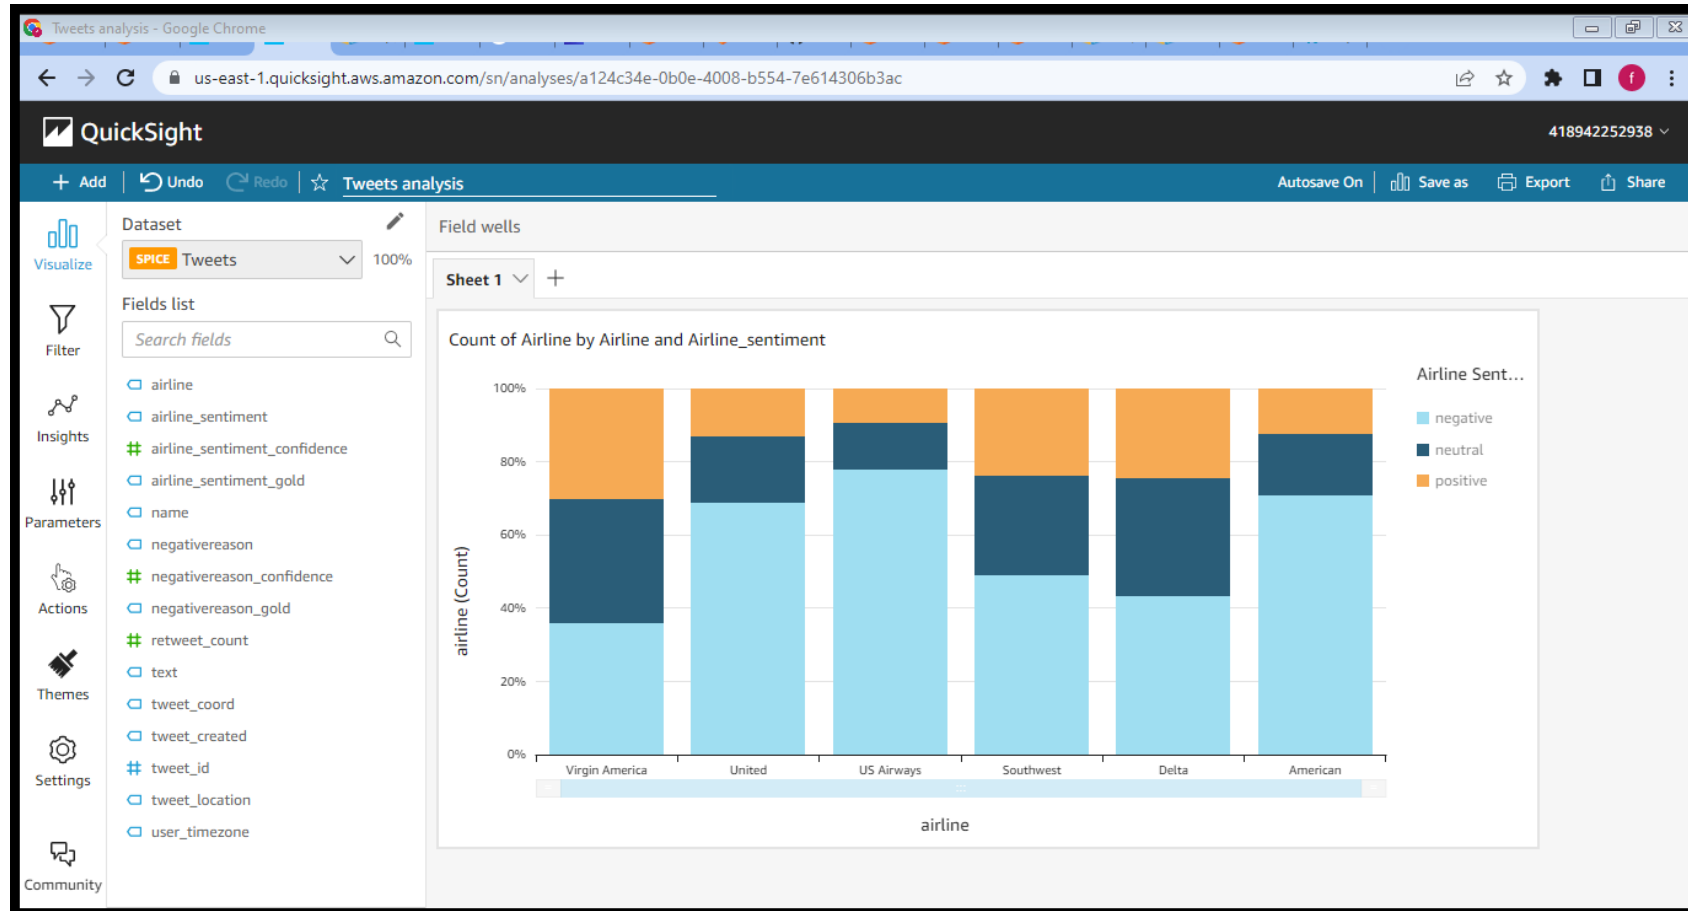 Tweets analysis - Google Chrome
us-east-1.quicksight.aws.amazon.com/sn/analyses/a124c34e-0b0e-4008-b554-7e614306b3ac
f
QuickSight
418942252938
+ Add
Undo
Redo
Tweets analysis
Autosave On
Save as
Export
Share
Visualize
Filter
Insights
Parameters
Actions
Themes
Settings
Community
Dataset
SPICE Tweets
100%
Fields list
Search fields
airline
airline_sentiment
# airline_sentiment_confidence
airline_sentiment_gold
name
negativereason
# negativereason_confidence
negativereason_gold
# retweet_count
text
tweet_coord
tweet_created
# tweet_id
tweet_location
user_timezone
Field wells
Sheet 1
+
Count of Airline by Airline and Airline_sentiment
airline (Count)
100%
80%
60%
40%
20%
0%
Virgin America
United
US Airways
Southwest
Delta
American
airline
Airline Sent...
negative
neutral
positive